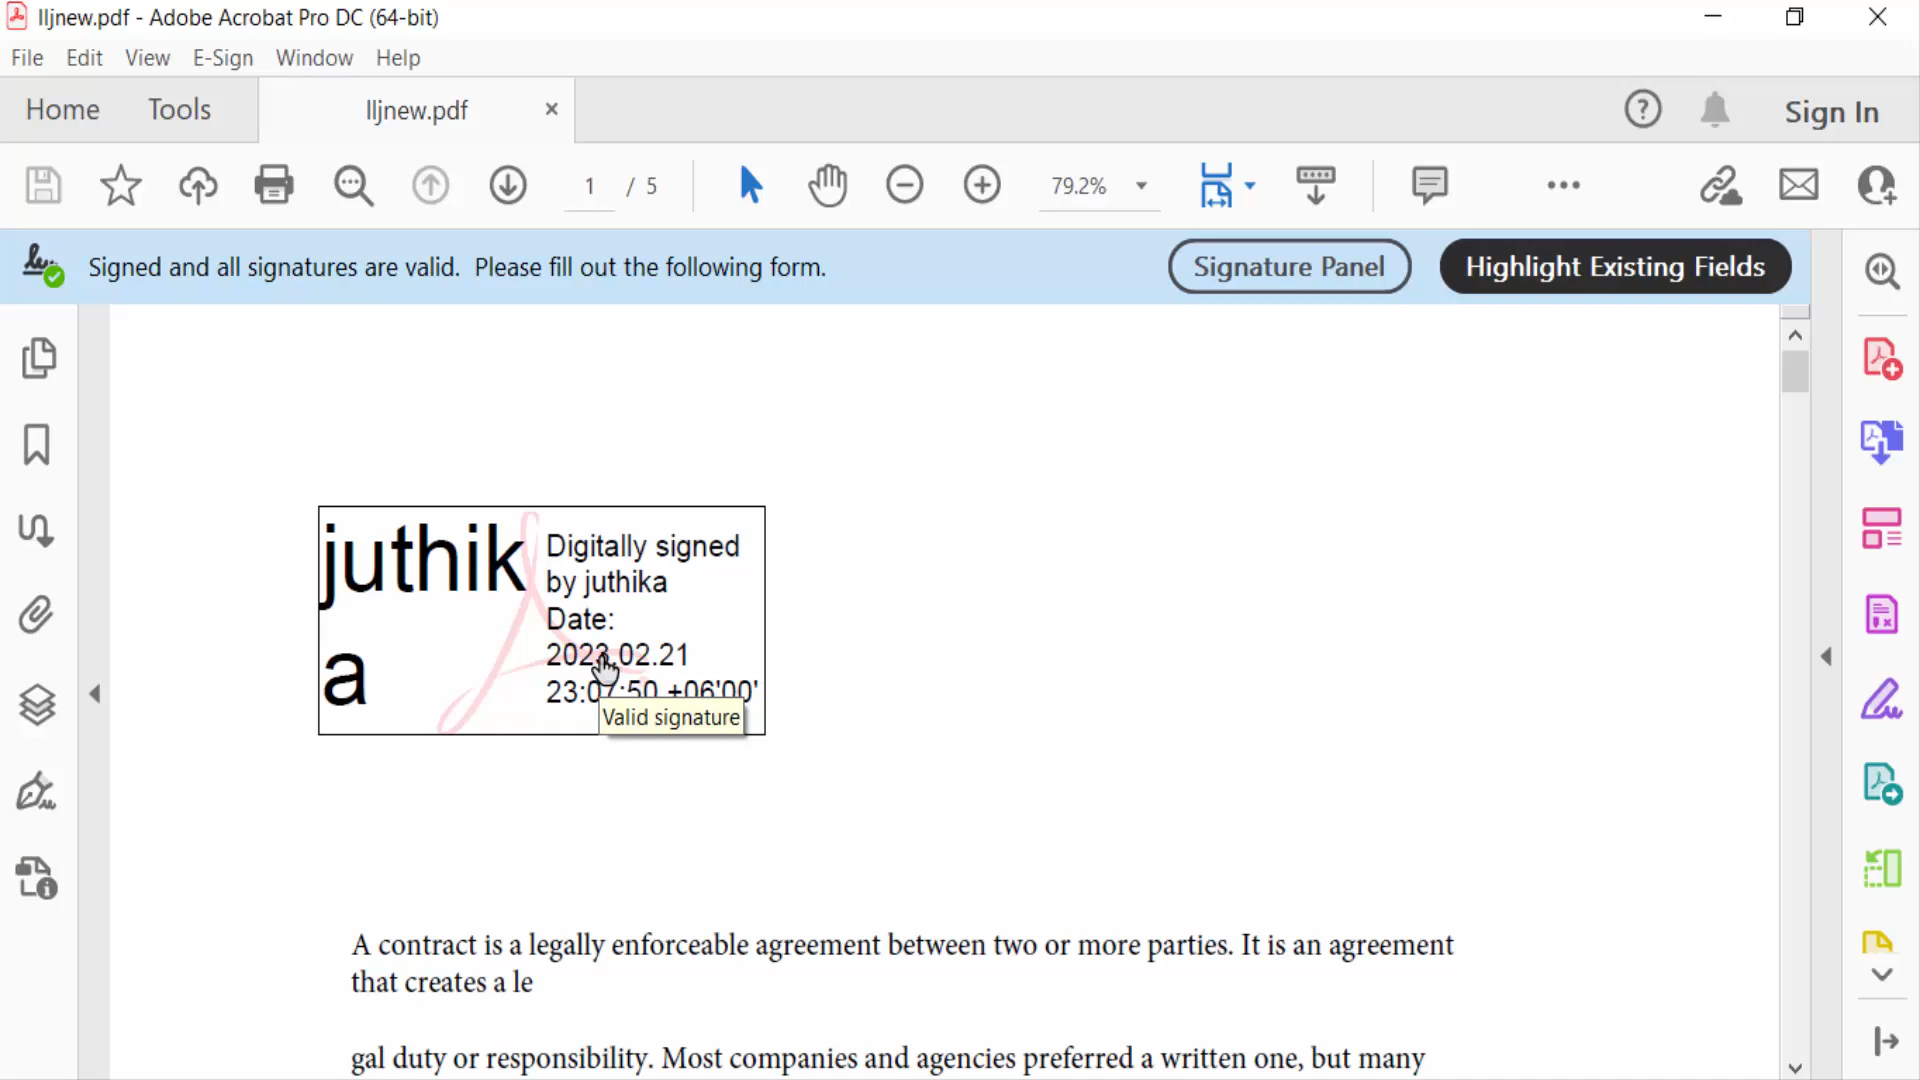 lljnew.pdf - Adobe Acrobat Pro DC (64-bit)
File Edit View E-Sign Window Help
Home Tools lljnew.pdf × Sign In
1 / 5 79.2%
Signed and all signatures are valid. Please fill out the following form. Signature Panel Highlight Existing Fields
juthik
a
Digitally signed
by juthika
Date:
2023.02.21
23:07:50 +06'00'
Valid signature
A contract is a legally enforceable agreement between two or more parties. It is an agreement
that creates a le
gal duty or responsibility. Most companies and agencies preferred a written one, but many